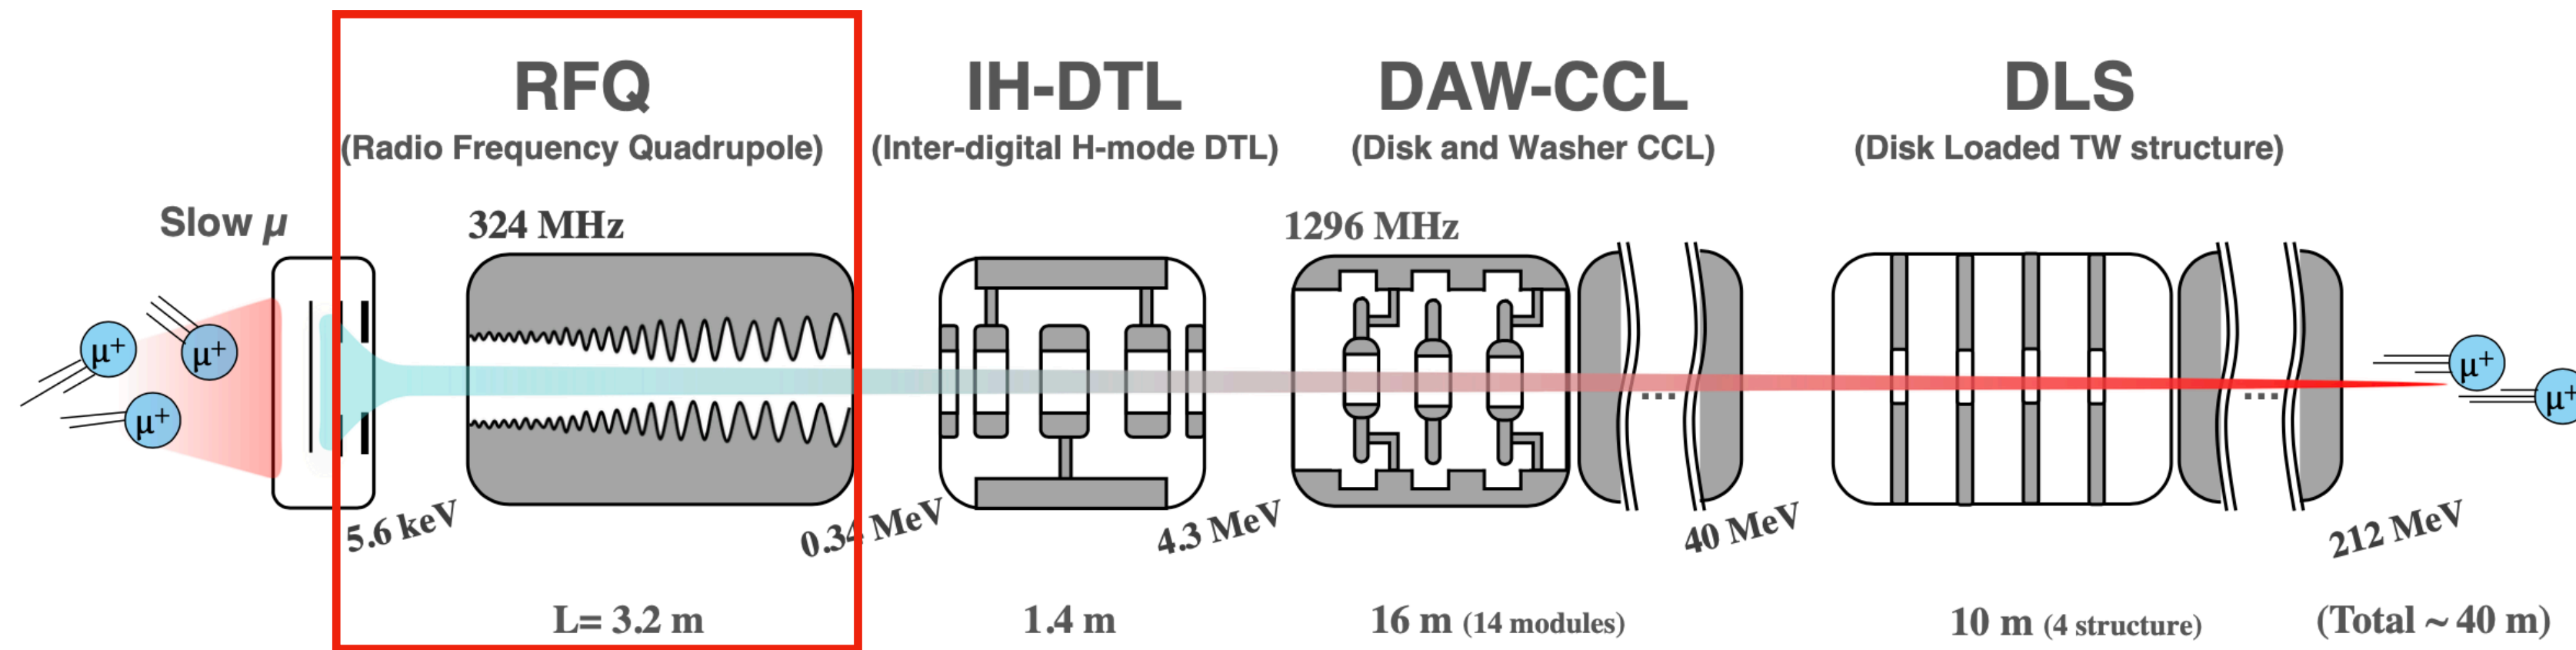 RFQ
(Radio Frequency Quadrupole)
IH-DTL
(Inter-digital H-mode DTL)
DAW-CCL
(Disk and Washer CCL)
DLS
(Disk Loaded TW structure)
Slow μ
324 MHz
1296 MHz
μ+
μ+
μ+
...
...
μ+
μ+
5.6 keV
0.34 MeV
4.3 MeV
40 MeV
212 MeV
L= 3.2 m
1.4 m
16 m (14 modules)
10 m (4 structure)
(Total ~ 40 m)